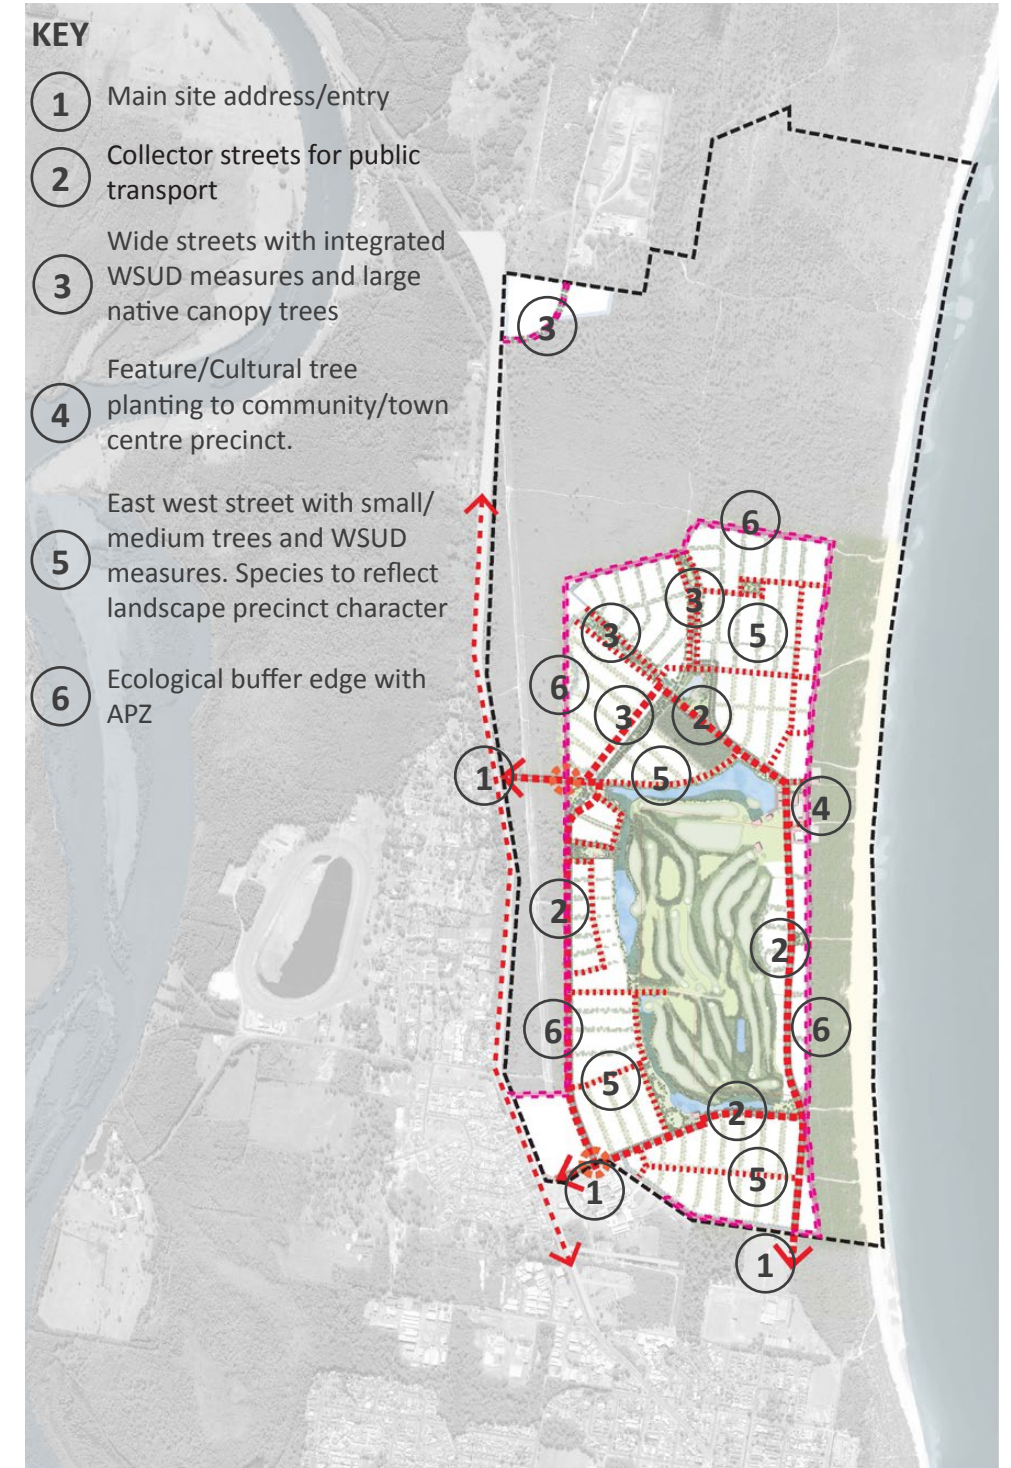 KEY
1 Main site address/entry
2 Collector streets for public
transport
3 Wide streets with integrated
WSUD measures and large
native canopy trees
4 Feature/Cultural tree
planting to community/town
centre precinct.
5 East west street with small/
medium trees and WSUD
measures. Species to reflect
landscape precinct character
6 Ecological buffer edge with
APZ
3
6
3
3
5
6
3
2
1
5
4
2
2
6
6
5
2
5
1
1